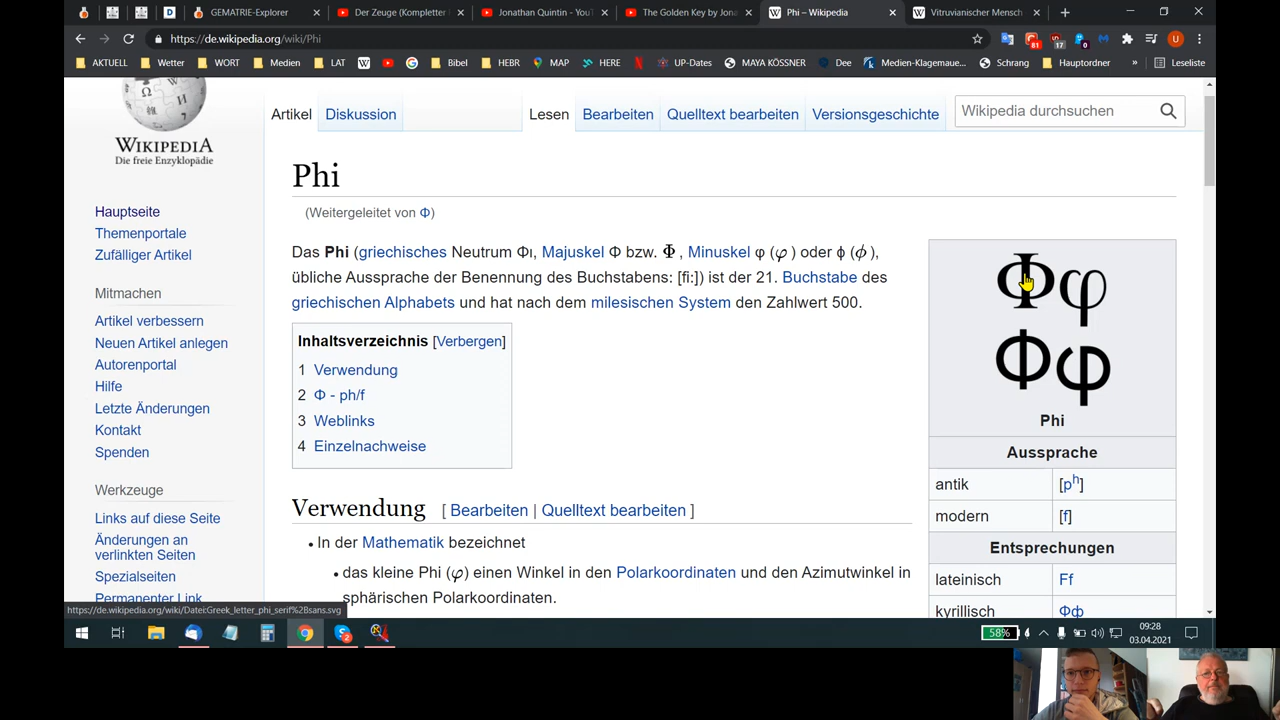 GEMATRIE-Explorer
Der Zeuge (Kompletter
Jonathan Quintin - YouT
The Golden Key by Jona
Phi – Wikipedia
Vitruvianischer Mensch
https://de.wikipedia.org/wiki/Phi
81
17
0
U
AKTUELL
Wetter
WORT
Medien
LAT
Bibel
HEBR
MAP
HERE
UP-Dates
MAYA KÖSSNER
Dee
Medien-Klagemaue...
Schrang
Hauptordner
»
Leseliste
WIKIPEDIA
Die freie Enzyklopädie
Artikel
Diskussion
Lesen
Bearbeiten
Quelltext bearbeiten
Versionsgeschichte
Wikipedia durchsuchen
Phi
(Weitergeleitet von Φ)
Hauptseite
Themenportale
Zufälliger Artikel
Mitmachen
Artikel verbessern
Neuen Artikel anlegen
Autorenportal
Hilfe
Letzte Änderungen
Kontakt
Spenden
Werkzeuge
Links auf diese Seite
Änderungen an
verlinkten Seiten
Spezialseiten
Permanenter Link
Das Phi (griechisches Neutrum Φι, Majuskel Φ bzw. Φ , Minuskel φ (φ ) oder ϕ (ϕ ),
übliche Aussprache der Benennung des Buchstabens: [fiː]) ist der 21. Buchstabe des
griechischen Alphabets und hat nach dem milesischen System den Zahlwert 500.
Inhaltsverzeichnis [Verbergen]
1 Verwendung
2 Φ - ph/f
3 Weblinks
4 Einzelnachweise
Verwendung [ Bearbeiten | Quelltext bearbeiten ]
• In der Mathematik bezeichnet
• das kleine Phi (φ) einen Winkel in den Polarkoordinaten und den Azimutwinkel in
sphärischen Polarkoordinaten.
Φφ
Φφ
Phi
Aussprache
antik [pʰ]
modern [f]
Entsprechungen
lateinisch Ff
kyrillisch Фф
https://de.wikipedia.org/wiki/Datei:Greek_letter_phi_serif%2Bsans.svg
58%
09:28
03.04.2021